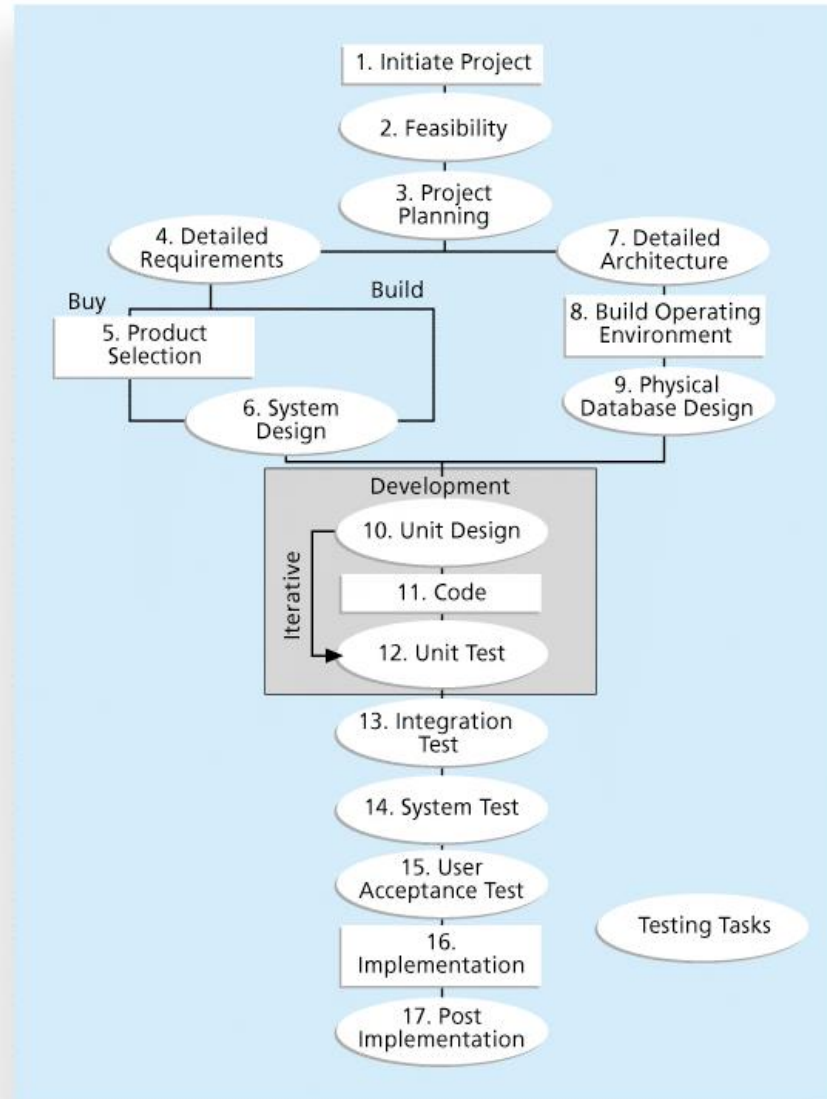 1. Initiate Project
2. Feasibility
3. Project
Planning
4. Detailed
Requirements
7. Detailed
Architecture
Buy
Build
5. Product
Selection
8. Build Operating
Environment
6. System
Design
9. Physical
Database Design
Development
10. Unit Design
Iterative
11. Code
12. Unit Test
13. Integration
Test
14. System Test
15. User
Acceptance Test
Testing Tasks
16.
Implementation
17. Post
Implementation